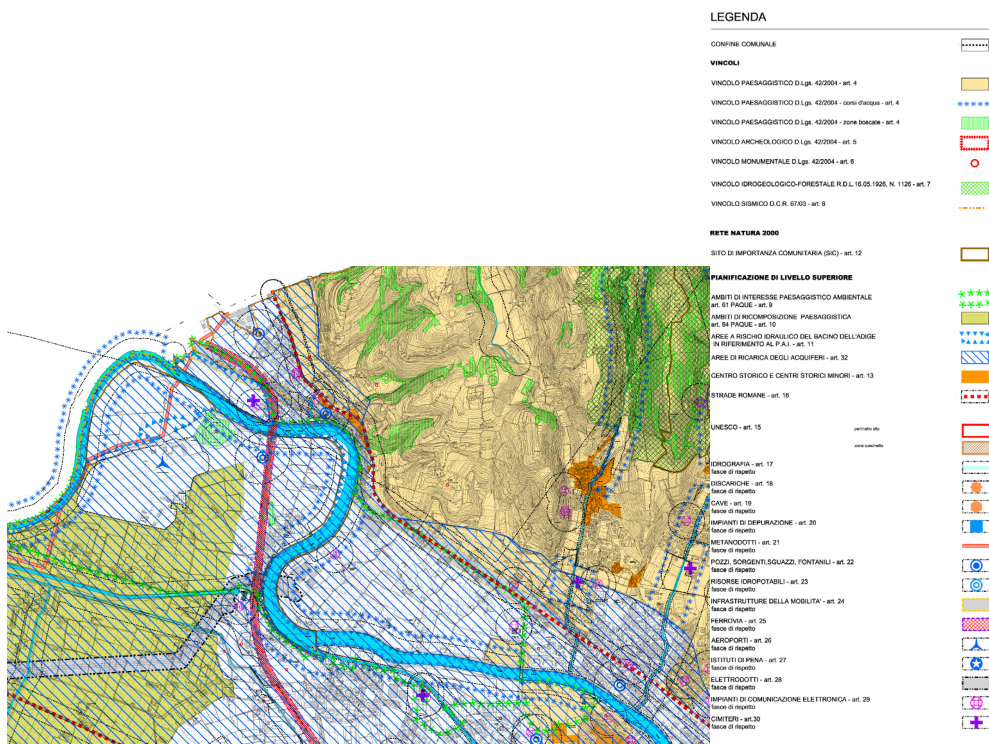 LEGENDA
CONFINE COMUNALE
VINCOLI
VINCOLO PAESAGGISTICO D.Lgs. 42/2004 - art. 4
VINCOLO PAESAGGISTICO D.Lgs. 42/2004 - corsi d'acqua - art. 4
VINCOLO PAESAGGISTICO D.Lgs. 42/2004 - zone boscate - art. 4
VINCOLO ARCHEOLOGICO D.Lgs. 42/2004 - art. 5
VINCOLO MONUMENTALE D.Lgs. 42/2004 - art. 6
VINCOLO IDROGEOLOGICO-FORESTALE R.D.L.16.05.1926, N. 1126 - art. 7
VINCOLO SISMICO D.C.R. 67/03 - art. 8
RETE NATURA 2000
SITO DI IMPORTANZA COMUNITARIA (SIC) - art. 12
PIANIFICAZIONE DI LIVELLO SUPERIORE
AMBITI DI INTERESSE PAESAGGISTICO AMBIENTALE
art. 61 PAQUE - art. 9
AMBITI DI RICOMPOSIZIONE PAESAGGISTICA
art. 64 PAQUE - art. 10
AREE A RISCHIO IDRAULICO DEL BACINO DELL'ADIGE
IN RIFERIMENTO AL P.A.I. - art. 11
AREE DI RICARICA DEGLI ACQUIFERI - art. 32
CENTRO STORICO E CENTRI STORICI MINORI - art. 13
STRADE ROMANE - art. 16
UNESCO - art. 15
perimetro sito
zona cuscinetto
IDROGRAFIA - art. 17
fasce di rispetto
DISCARICHE - art. 18
fasce di rispetto
CAVE - art. 19
fasce di rispetto
IMPIANTI DI DEPURAZIONE - art. 20
fasce di rispetto
METANODOTTI - art. 21
fasce di rispetto
POZZI, SORGENTI,SGUAZZI, FONTANILI - art. 22
fasce di rispetto
RISORSE IDROPOTABILI - art. 23
fasce di rispetto
INFRASTRUTTURE DELLA MOBILITA' - art. 24
fasce di rispetto
FERROVIA - art. 25
fasce di rispetto
AEROPORTI - art. 26
fasce di rispetto
ISTITUTI DI PENA - art. 27
fasce di rispetto
ELETTRODOTTI - art. 28
fasce di rispetto
IMPIANTI DI COMUNICAZIONE ELETTRONICA - art. 29
fasce di rispetto
CIMITERI - art.30
fasce di rispetto